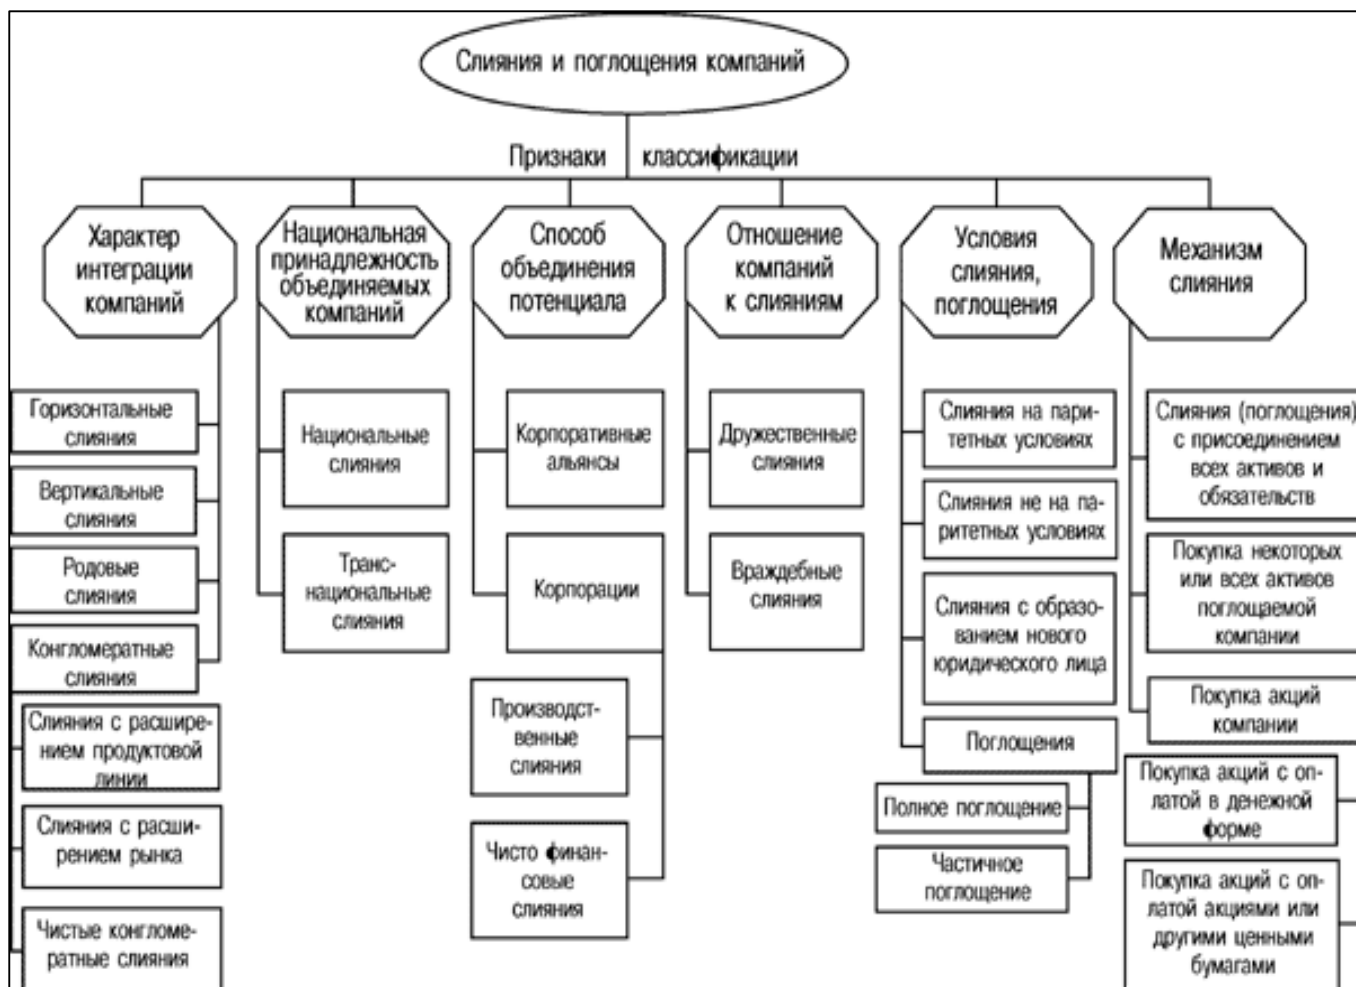 Слияния и поглощения компаний
Признаки классификации
Характер
интеграции
компаний
Национальная
принадлежность
объединяемых
компаний
Способ
объединения
потенциала
Отношение
компаний
к слияниям
Условия
слияния,
поглощения
Механизм
слияния
Горизонтальные
слияния
Вертикальные
слияния
Родовые
слияния
Конгломератные
слияния
Слияния с расшире-
нием продуктовой
линии
Слияния с расши-
рением рынка
Чистые конгломе-
ратные слияния
Национальные
слияния
Транс-
национальные
слияния
Корпоративные
альянсы
Корпорации
Производст-
венные
слияния
Чисто финан-
совые
слияния
Дружественные
слияния
Враждебные
слияния
Слияния на пари-
тетных условиях
Слияния не на па-
ритетных условиях
Слияния с образо-
ванием нового
юридического лица
Поглощения
Полное поглощение
Частичное
поглощение
Слияния (поглощения)
с присоединением
всех активов и
обязательств
Покупка некоторых
или всех активов
поглощаемой
компании
Покупка акций
компании
Покупка акций с оп-
латой в денежной
форме
Покупка акций с оп-
латой акциями или
другими ценными
бумагами